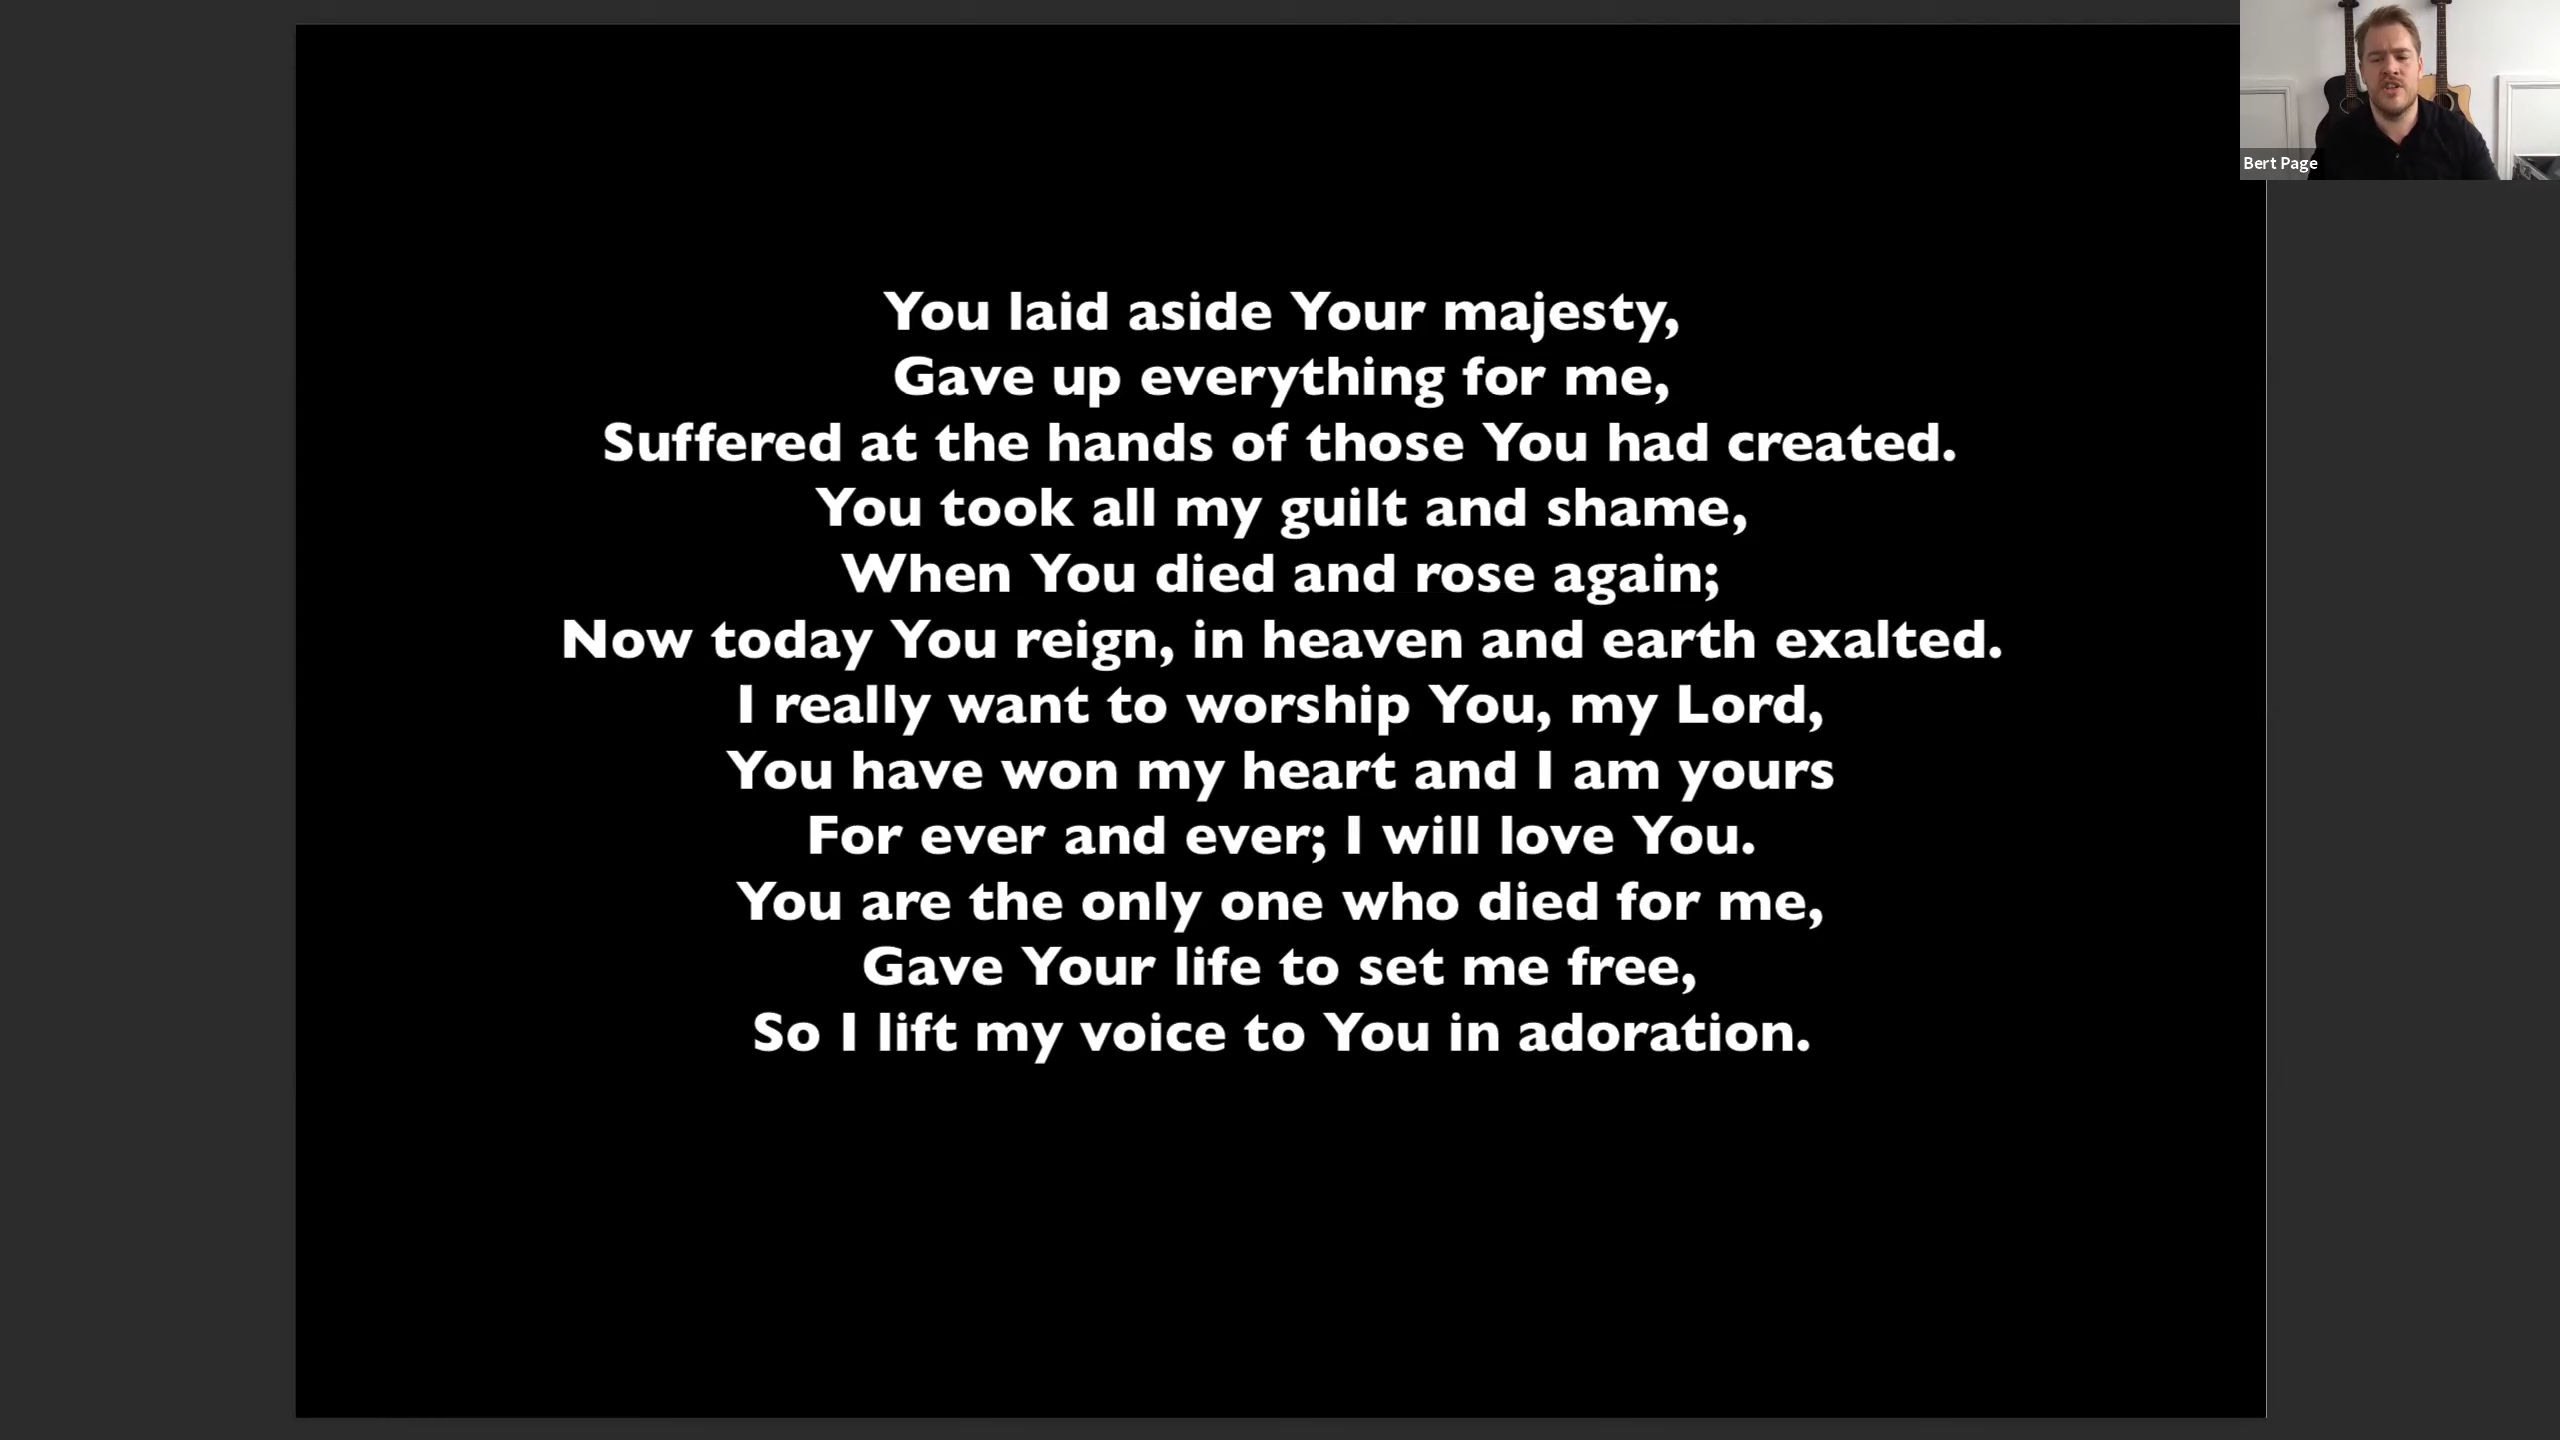 You laid aside Your majesty,
Gave up everything for me,
Suffered at the hands of those You had created.
You took all my guilt and shame,
When You died and rose again;
Now today You reign, in heaven and earth exalted.
I really want to worship You, my Lord,
You have won my heart and I am yours
For ever and ever; I will love You.
You are the only one who died for me,
Gave Your life to set me free,
So I lift my voice to You in adoration.
Bert Page